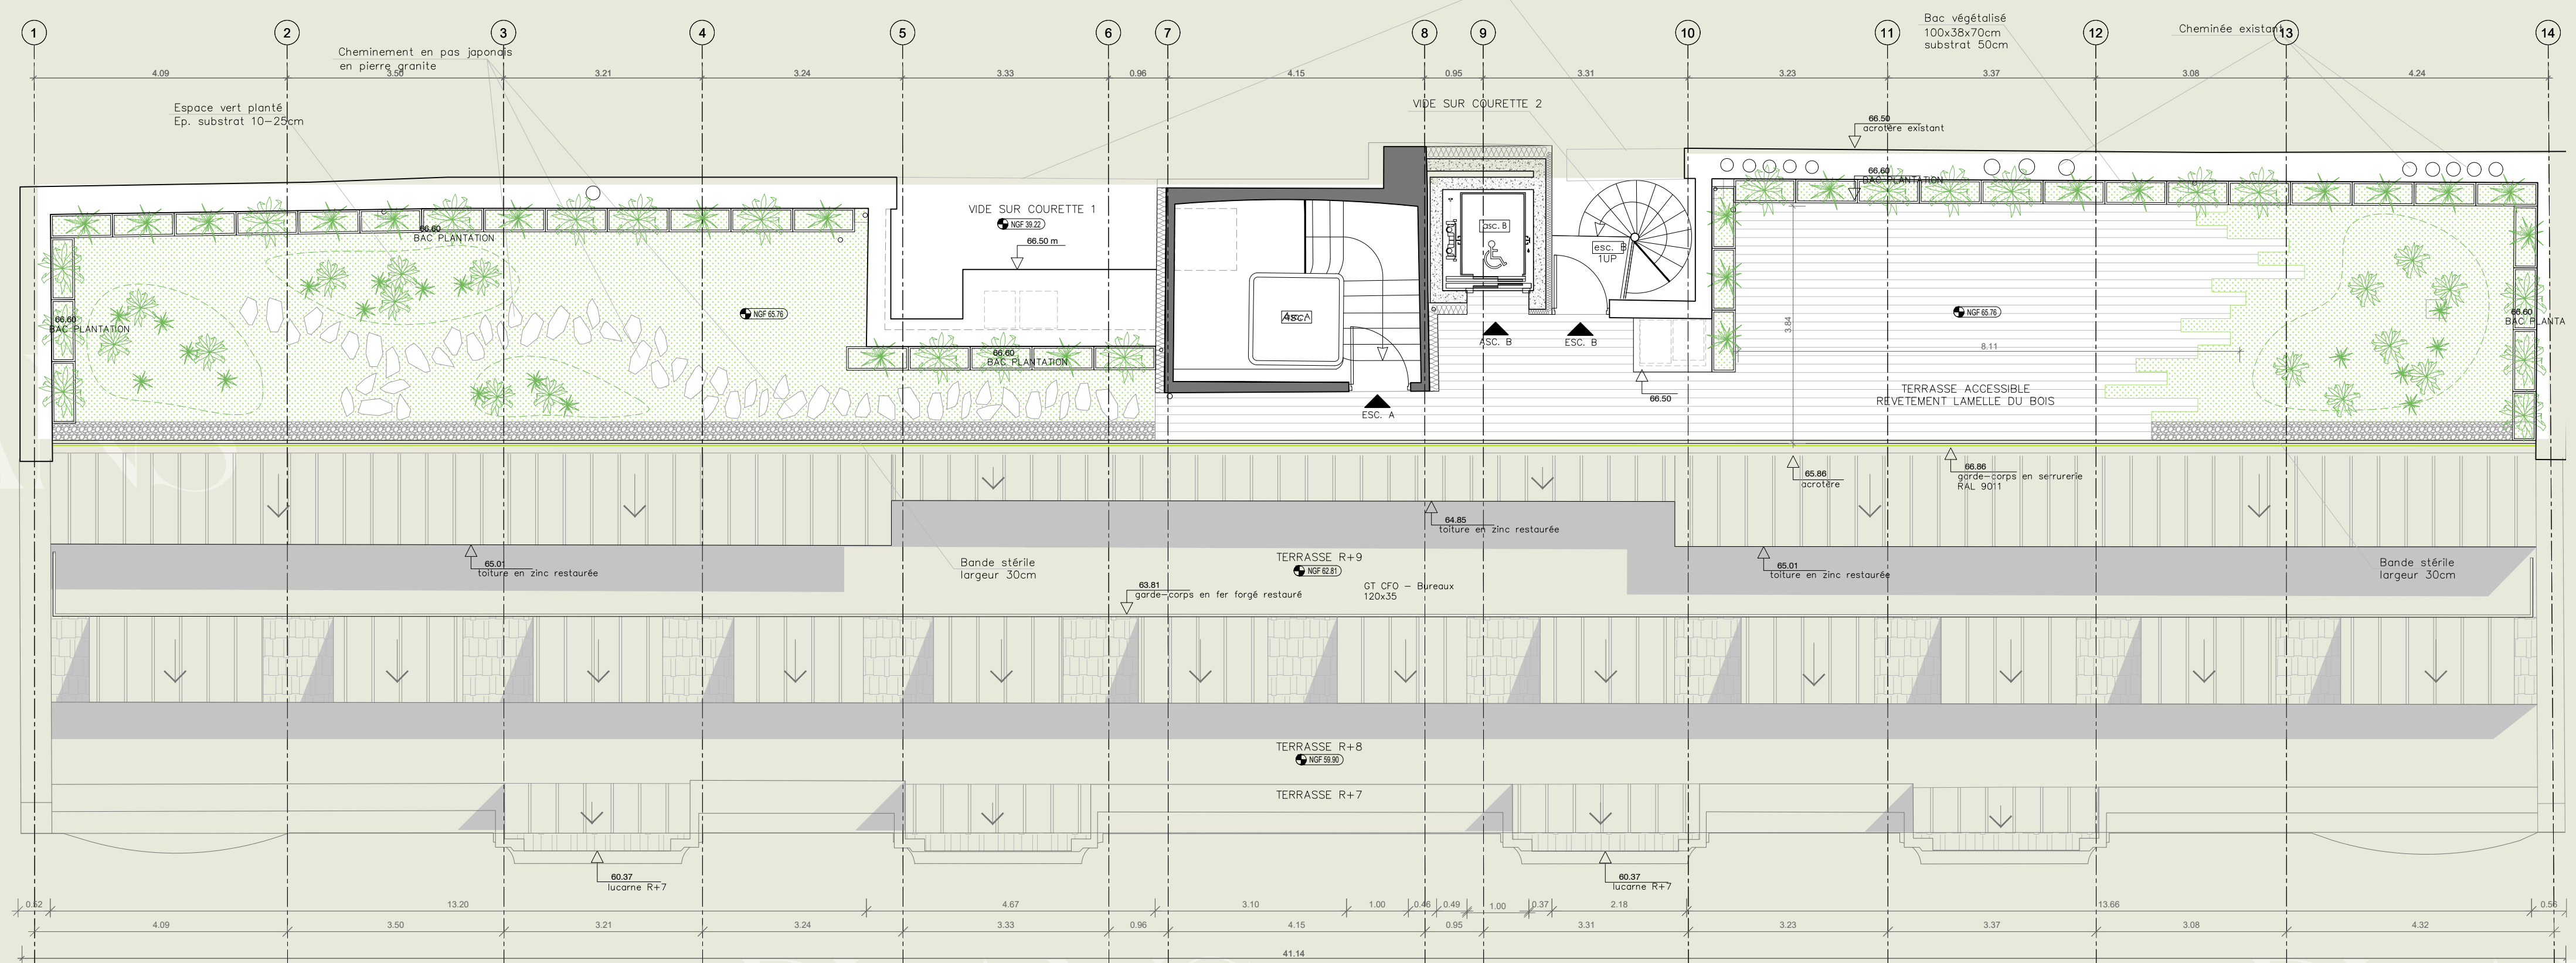 1 2 3 4 5 6 7 8 9 10 11 12 13 14
Bac végétalisé
100x38x70cm
substrat 50cm
Cheminée existant
Cheminement en pas japonais
en pierre granite
4.09 3.50 3.21 3.24 3.33 0.96 4.15 0.95 3.31 3.23 3.37 3.08 4.24
Espace vert planté
Ep. substrat 10-25cm
VIDE SUR COURETTE 2
66.50
acrotère existant
66.60
BAC PLANTATION
VIDE SUR COURETTE 1
NGF 39.22
66.50 m
66.60
BAC PLANTATION
asc. B
esc. B
1UP
66.60
BAC PLANTATION
NGF 65.76
Asc.A
NGF 65.76
66.60
BAC PLANTA
3.84
ASC. B
ESC. B
8.11
66.60
BAC PLANTATION
TERRASSE ACCESSIBLE
REVETEMENT LAMELLE DU BOIS
66.50
ESC. A
65.86
acrotère
66.86
garde-corps en serrurerie
RAL 9011
64.85
toiture en zinc restaurée
65.01
toiture en zinc restaurée
Bande stérile
largeur 30cm
TERRASSE R+9
NGF 62.81
65.01
toiture en zinc restaurée
Bande stérile
largeur 30cm
63.81
garde-corps en fer forgé restauré
GT CFO - Bureaux
120x35
TERRASSE R+8
NGF 59.90
TERRASSE R+7
60.37
lucarne R+7
60.37
lucarne R+7
0.52 13.20 4.67 3.10 1.00 0.46 0.49 1.00 0.37 2.18 13.66 0.56
4.09 3.50 3.21 3.24 3.33 0.96 4.15 0.95 3.31 3.23 3.37 3.08 4.32
41.14